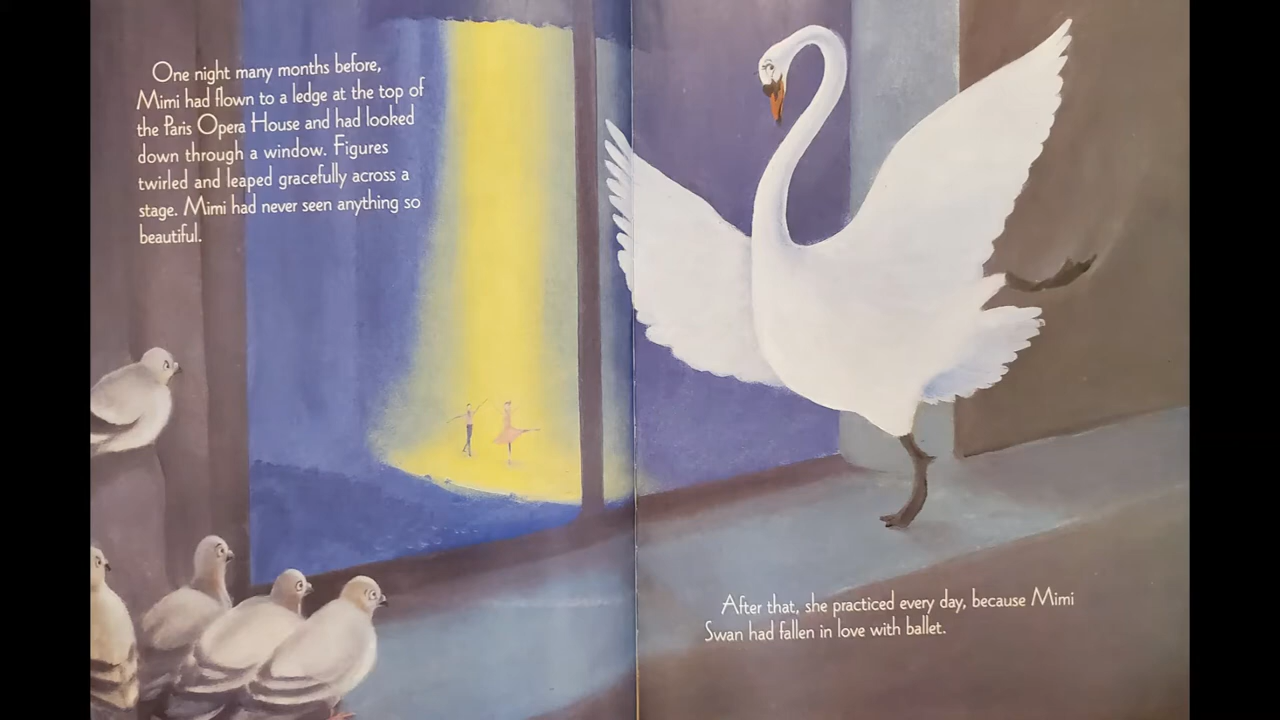 One night many months before,
Mimi had flown to a ledge at the top of
the Paris Opera House and had looked
down through a window. Figures
twirled and leaped gracefully across a
stage. Mimi had never seen anything so
beautiful.
After that, she practiced every day, because Mimi
Swan had fallen in love with ballet.